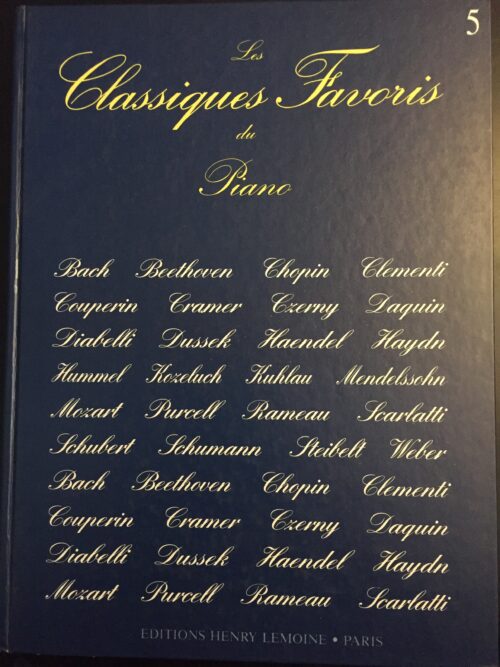 5
Les
Classiques Favoris
du
Piano
Bach Beethoven Chopin Clementi
Couperin Cramer Czerny Daquin
Diabelli Dussek Haendel Haydn
Hummel Kozeluch Kuhlau Mendelssohn
Mozart Purcell Rameau Scarlatti
Schubert Schumann Steibelt Weber
Bach Beethoven Chopin Clementi
Couperin Cramer Czerny Daquin
Diabelli Dussek Haendel Haydn
Mozart Purcell Rameau Scarlatti
EDITIONS HENRY LEMOINE • PARIS